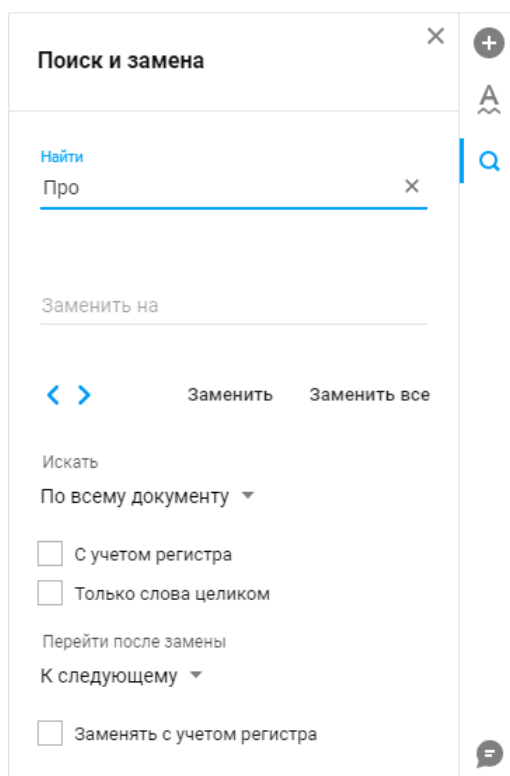 Поиск и замена
Найти
Про
Заменить на
Заменить Заменить все
Искать
По всему документу
С учетом регистра
Только слова целиком
Перейти после замены
К следующему
Заменять с учетом регистра